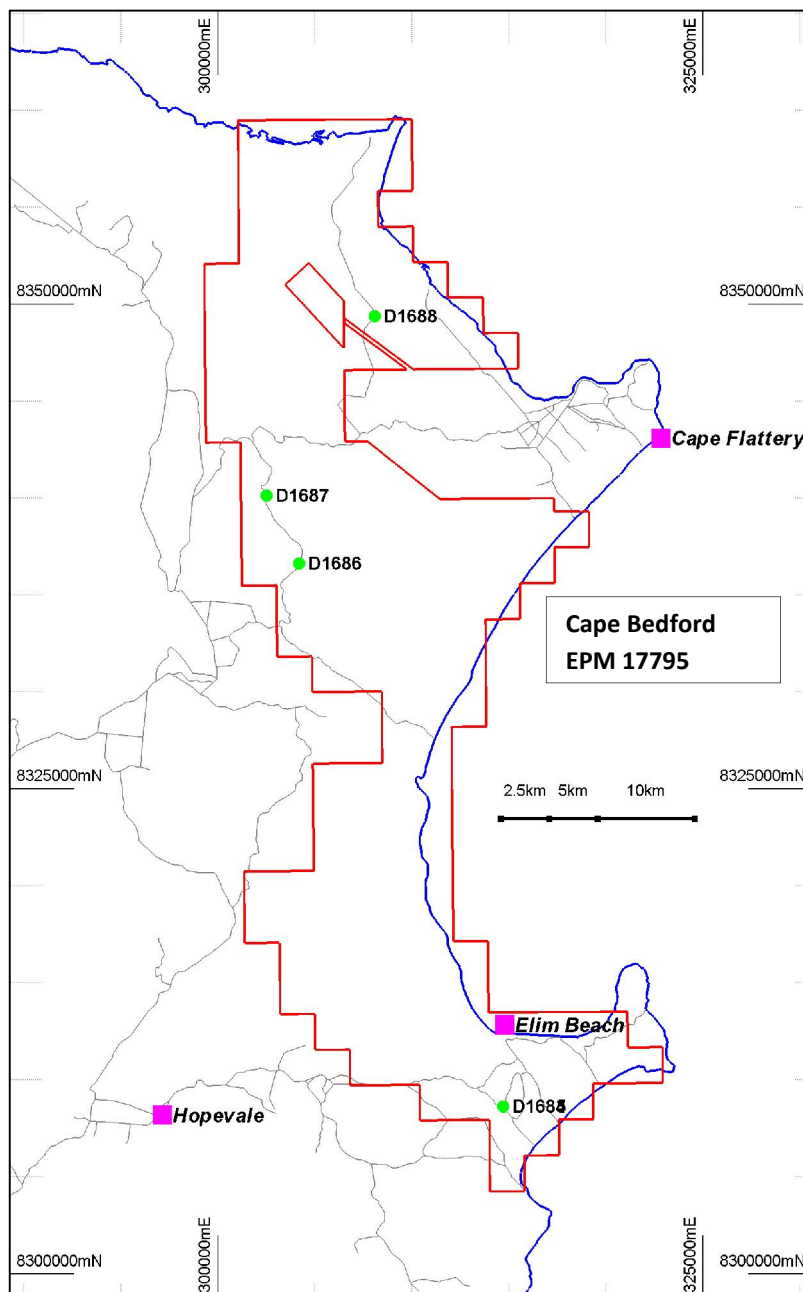 300000mE
325000mE
8350000mN
8350000mN
D1688
Cape Flattery
D1687
D1686
Cape Bedford
EPM 17795
8325000mN
8325000mN
2.5km 5km 10km
Elim Beach
Hopevale
8300000mN
8300000mN
300000mE
325000mE